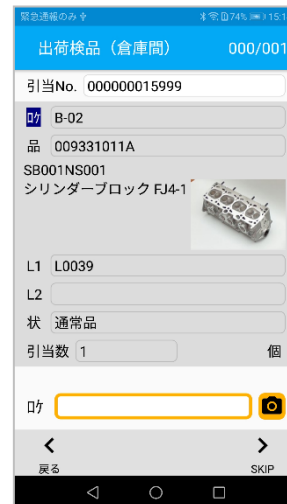 緊急通報のみ 74% 15:1
出荷検品（倉庫間） 000/001
引当No. 000000015999
ﾛｹ B-02
品 009331011A
SB001NS001
シリンダーブロック FJ4-1
L1 L0039
L2
状 通常品
引当数 1 個
ﾛｹ
戻る SKIP